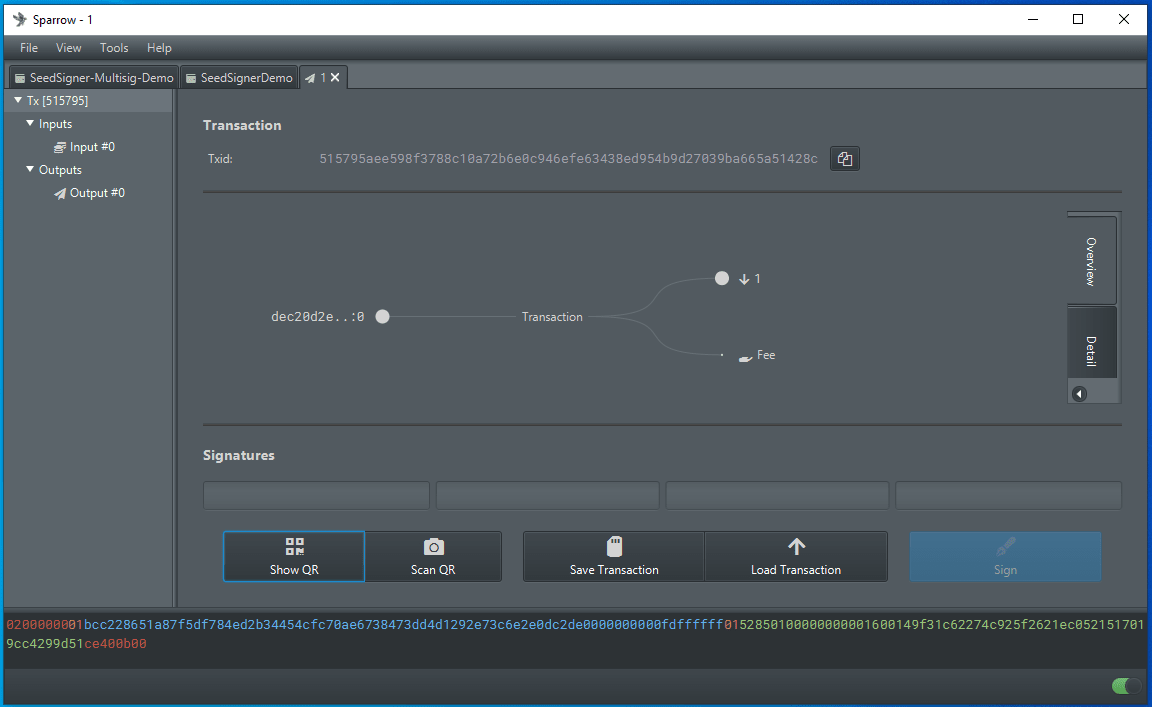 Sparrow - 1
File View Tools Help
SeedSigner-Multisig-Demo SeedSignerDemo 1
Tx [515795]
Inputs
Input #0
Outputs
Output #0
Transaction
Txid: 515795aee598f3788c10a72b6e0c946efe63438ed954b9d27039ba665a51428c
dec20d2e..:0
Transaction
1
Fee
Overview
Detail
Signatures
Show QR Scan QR Save Transaction Load Transaction Sign
0200000001bcc228651a87f5df784ed2b34454cfc70ae6738473dd4d1292e73c6e2e0dc2de0000000000fdffffff0152850100000000001600149f31c62274c925f2621ec052151701
9cc4299d51ce400b00